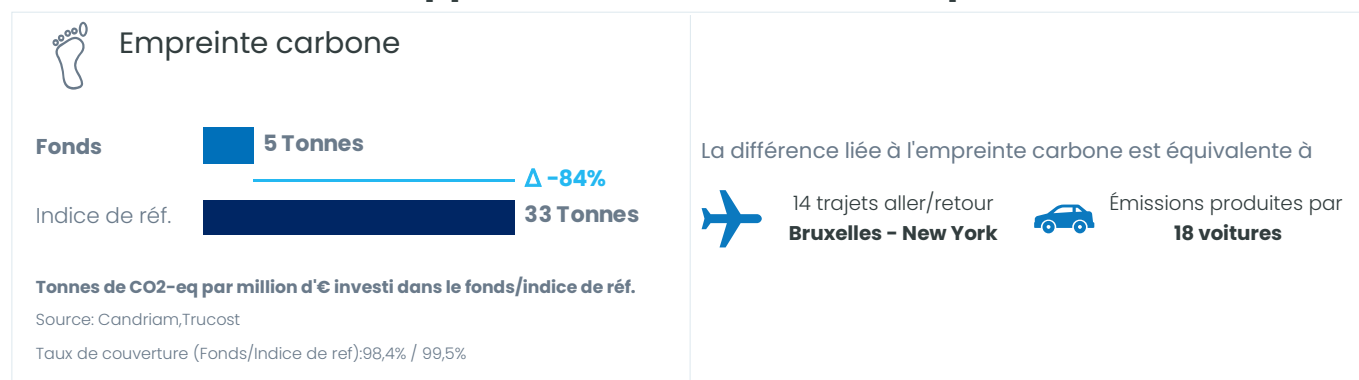 Empreinte carbone
Fonds
5 Tonnes
Δ -84%
Indice de réf.
33 Tonnes
Tonnes de CO2-eq par million d'€ investi dans le fonds/indice de réf.
Source: Candriam,Trucost
Taux de couverture (Fonds/Indice de ref):98,4% / 99,5%
La différence liée à l'empreinte carbone est équivalente à
14 trajets aller/retour
Bruxelles - New York
Émissions produites par
18 voitures